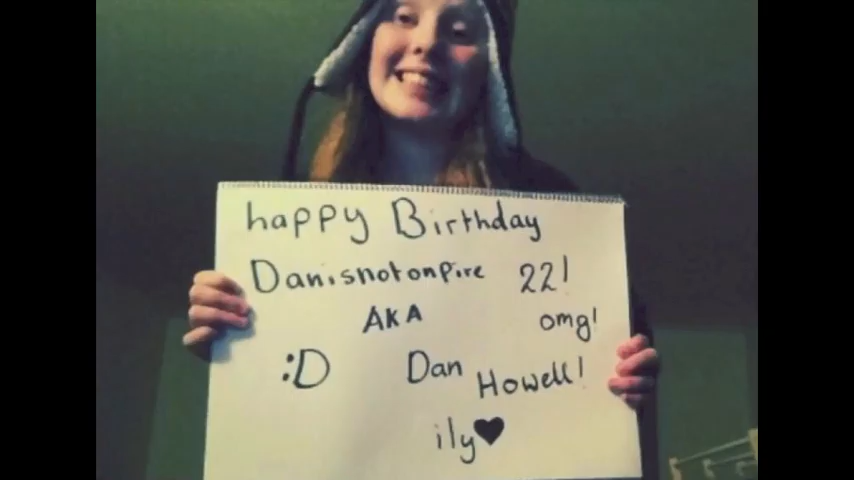 happy Birthday
Danisnotonfire 22!
AKA omg!
:D Dan Howell!
ily♥